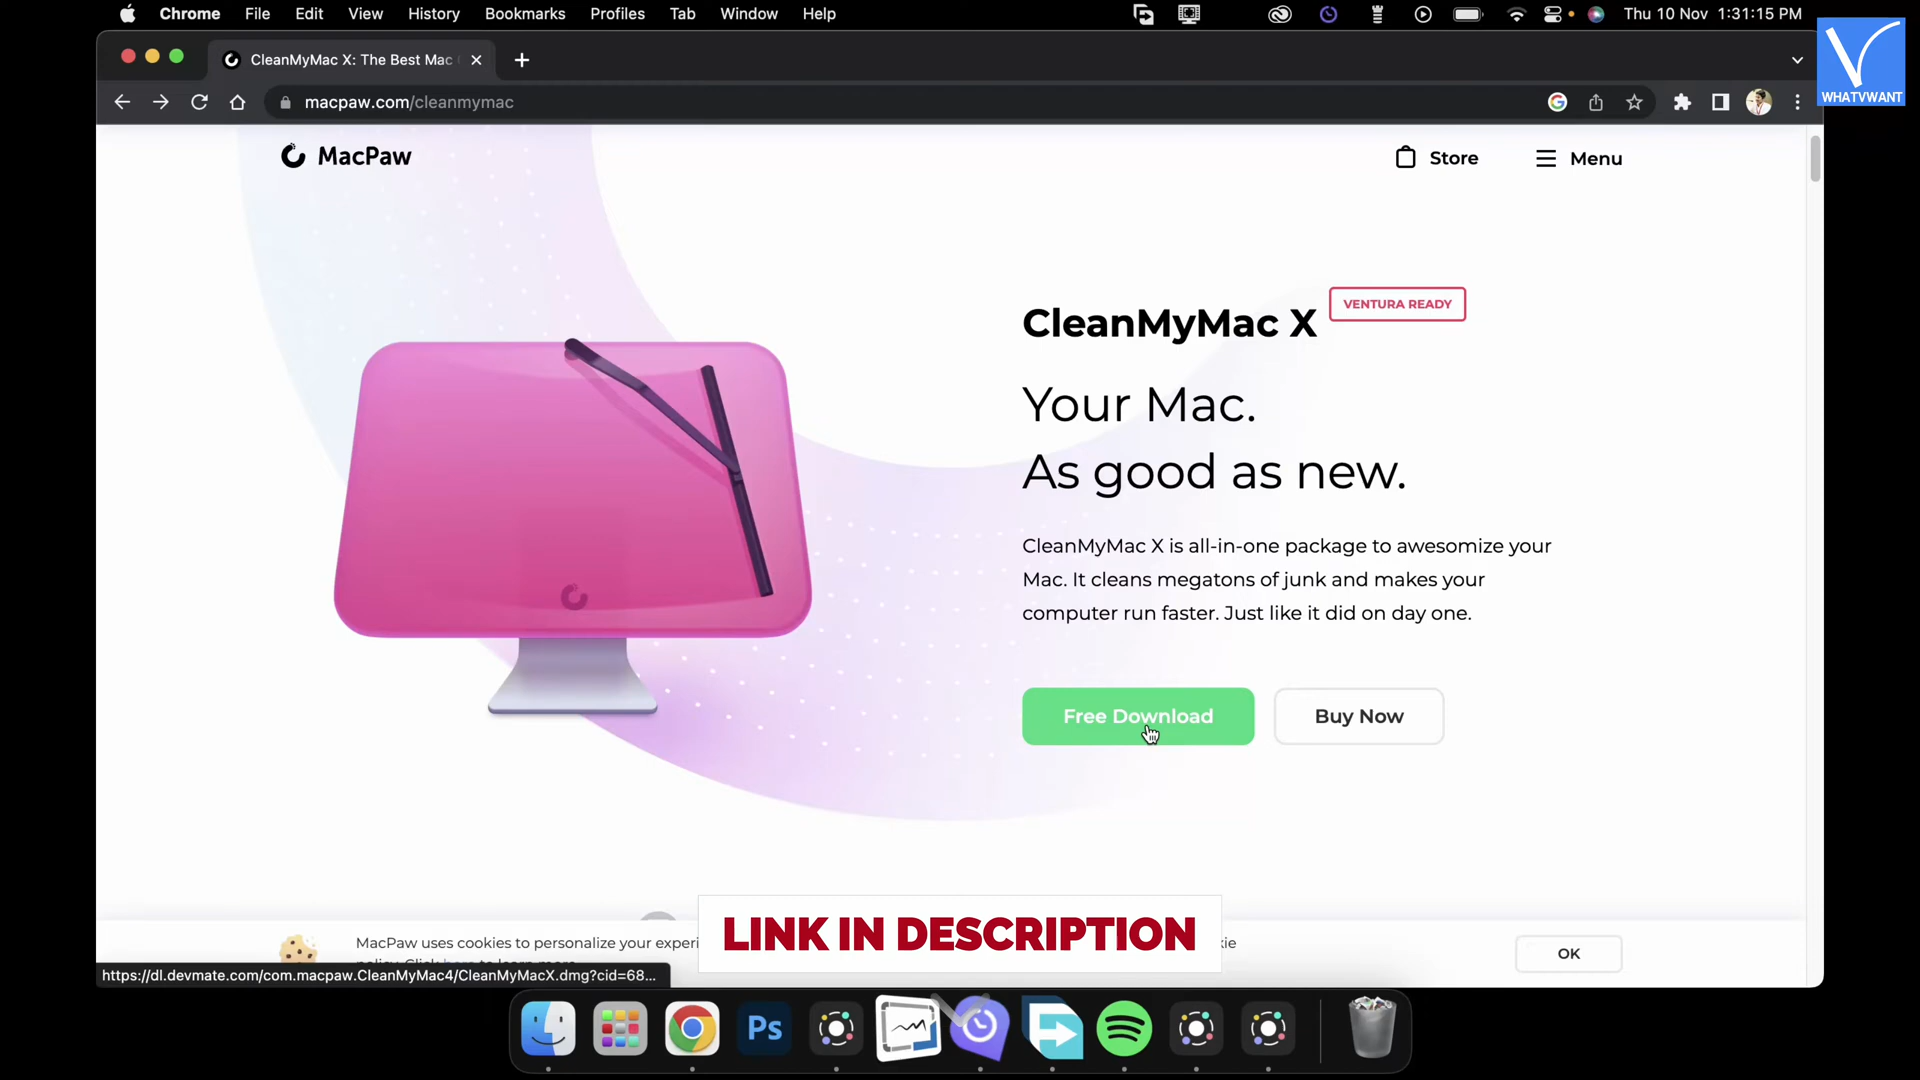 Chrome File Edit View History Bookmarks Profiles Tab Window Help Thu 10 Nov 1:31:15 PM
CleanMyMac X: The Best Mac
WHATVWANT
macpaw.com/cleanmymac
MacPaw
Store
Menu
CleanMyMac X
VENTURA READY
Your Mac.
As good as new.
CleanMyMac X is all-in-one package to awesomize your
Mac. It cleans megatons of junk and makes your
computer run faster. Just like it did on day one.
Free Download
Buy Now
LINK IN DESCRIPTION
MacPaw uses cookies to personalize your
OK
https://dl.devmate.com/com.macpaw.CleanMyMac4/CleanMyMacX.dmg?cid=68...
Ps